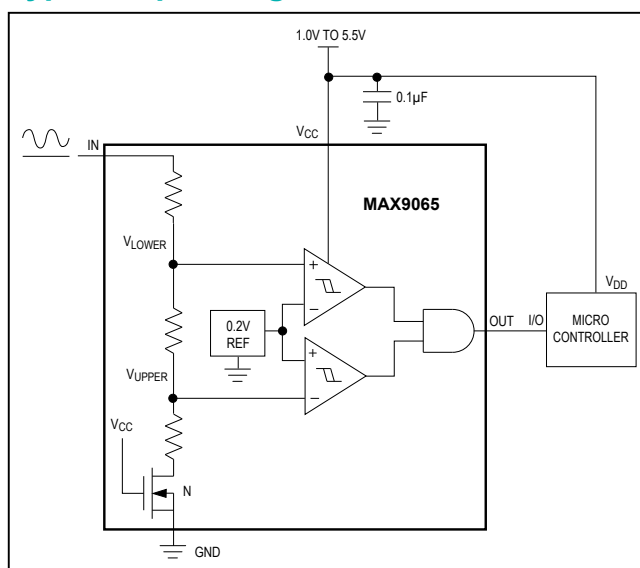 1.0V TO 5.5V
0.1µF
VCC
IN
MAX9065
VLOWER
+
−
VDD
0.2V
REF
OUT
I/O
MICRO
CONTROLLER
+
−
VUPPER
VCC
N
GND